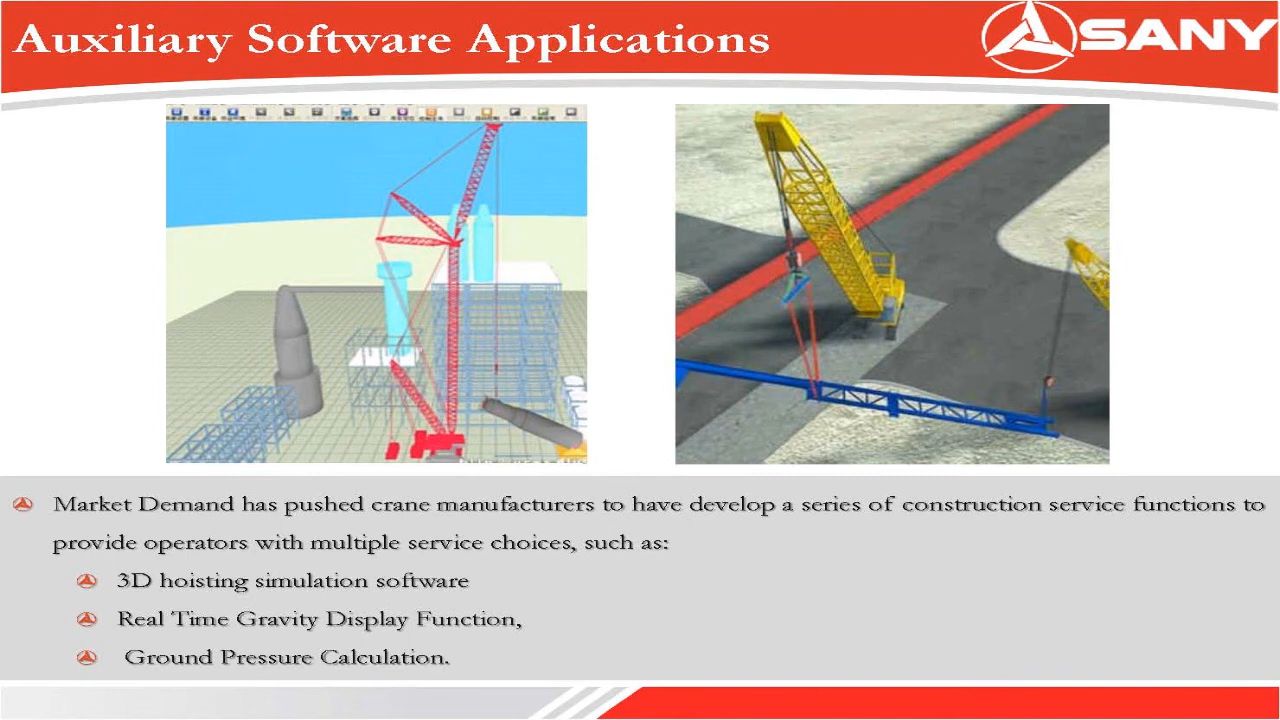 Auxiliary Software Applications
SANY
Market Demand has pushed crane manufacturers to have develop a series of construction service functions to
provide operators with multiple service choices, such as:
3D hoisting simulation software
Real Time Gravity Display Function,
Ground Pressure Calculation.